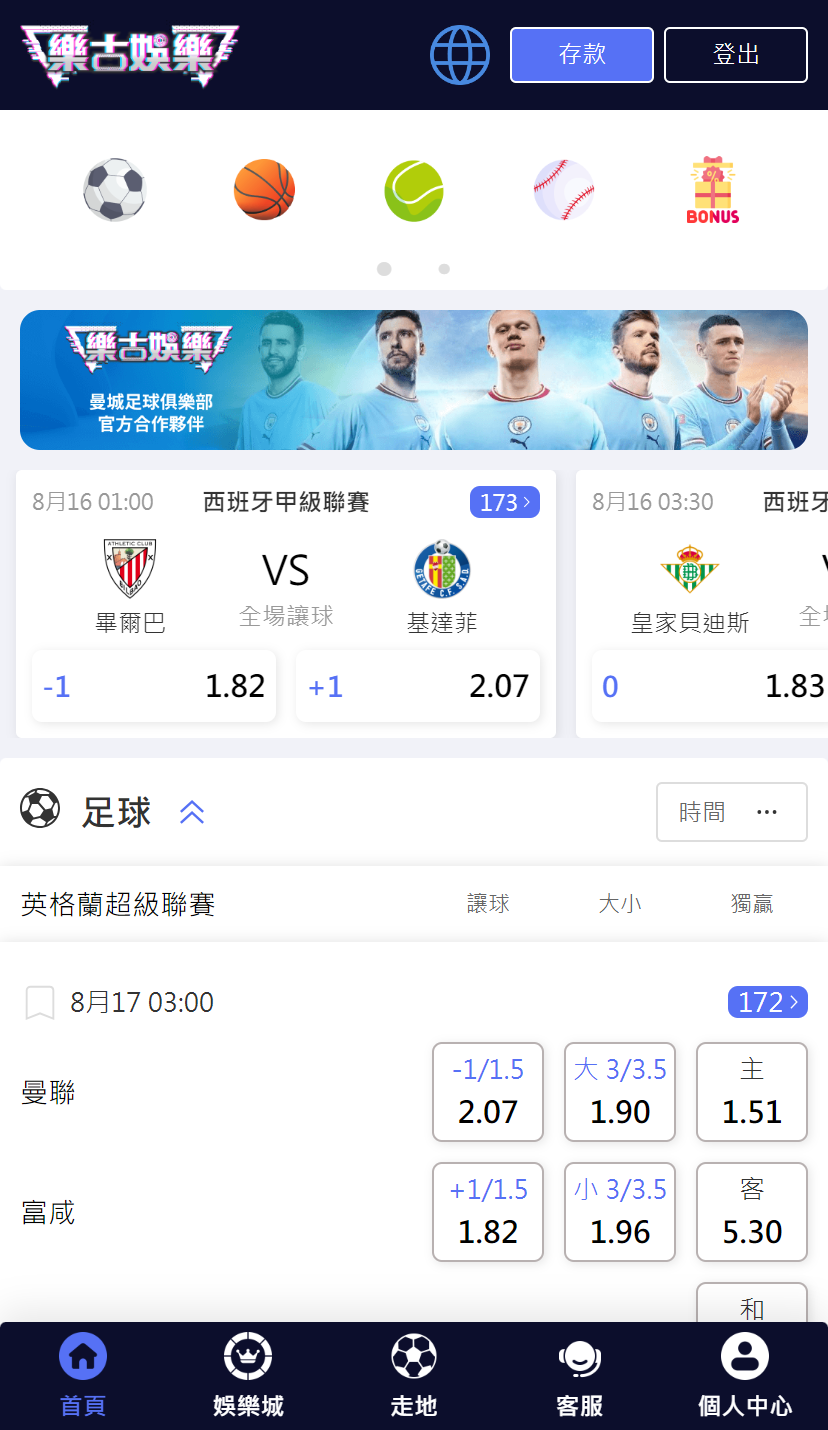 樂古娛樂
存款
登出
BONUS
樂古娛樂
曼城足球俱樂部
官方合作夥伴
8月16 01:00 西班牙甲級聯賽 173
ATHLETIC CLUB
BILBAO
VS
GETAFE C.F. S.A.D.
畢爾巴 全場讓球 基達菲
-1 1.82 +1 2.07
8月16 03:30 西班牙
皇家貝迪斯 全場
0 1.83
足球 時間 ...
英格蘭超級聯賽 讓球 大小 獨贏
8月17 03:00 172
曼聯
-1/1.5 大 3/3.5 主
2.07 1.90 1.51
富咸
+1/1.5 小 3/3.5 客
1.82 1.96 5.30
和
首頁 娛樂城 走地 客服 個人中心